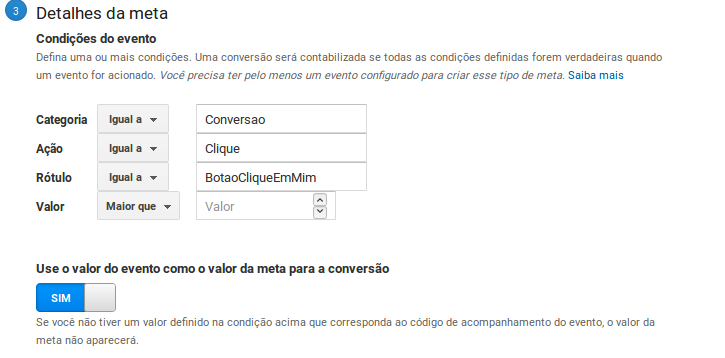 3 Detalhes da meta
Condições do evento
Defina uma ou mais condições. Uma conversão será contabilizada se todas as condições definidas forem verdadeiras quando
um evento for acionado. Você precisa ter pelo menos um evento configurado para criar esse tipo de meta. Saiba mais
Categoria Igual a Conversao
Ação Igual a Clique
Rótulo Igual a BotaoCliqueEmMim
Valor Maior que Valor
Use o valor do evento como o valor da meta para a conversão
SIM
Se você não tiver um valor definido na condição acima que corresponda ao código de acompanhamento do evento, o valor da
meta não aparecerá.